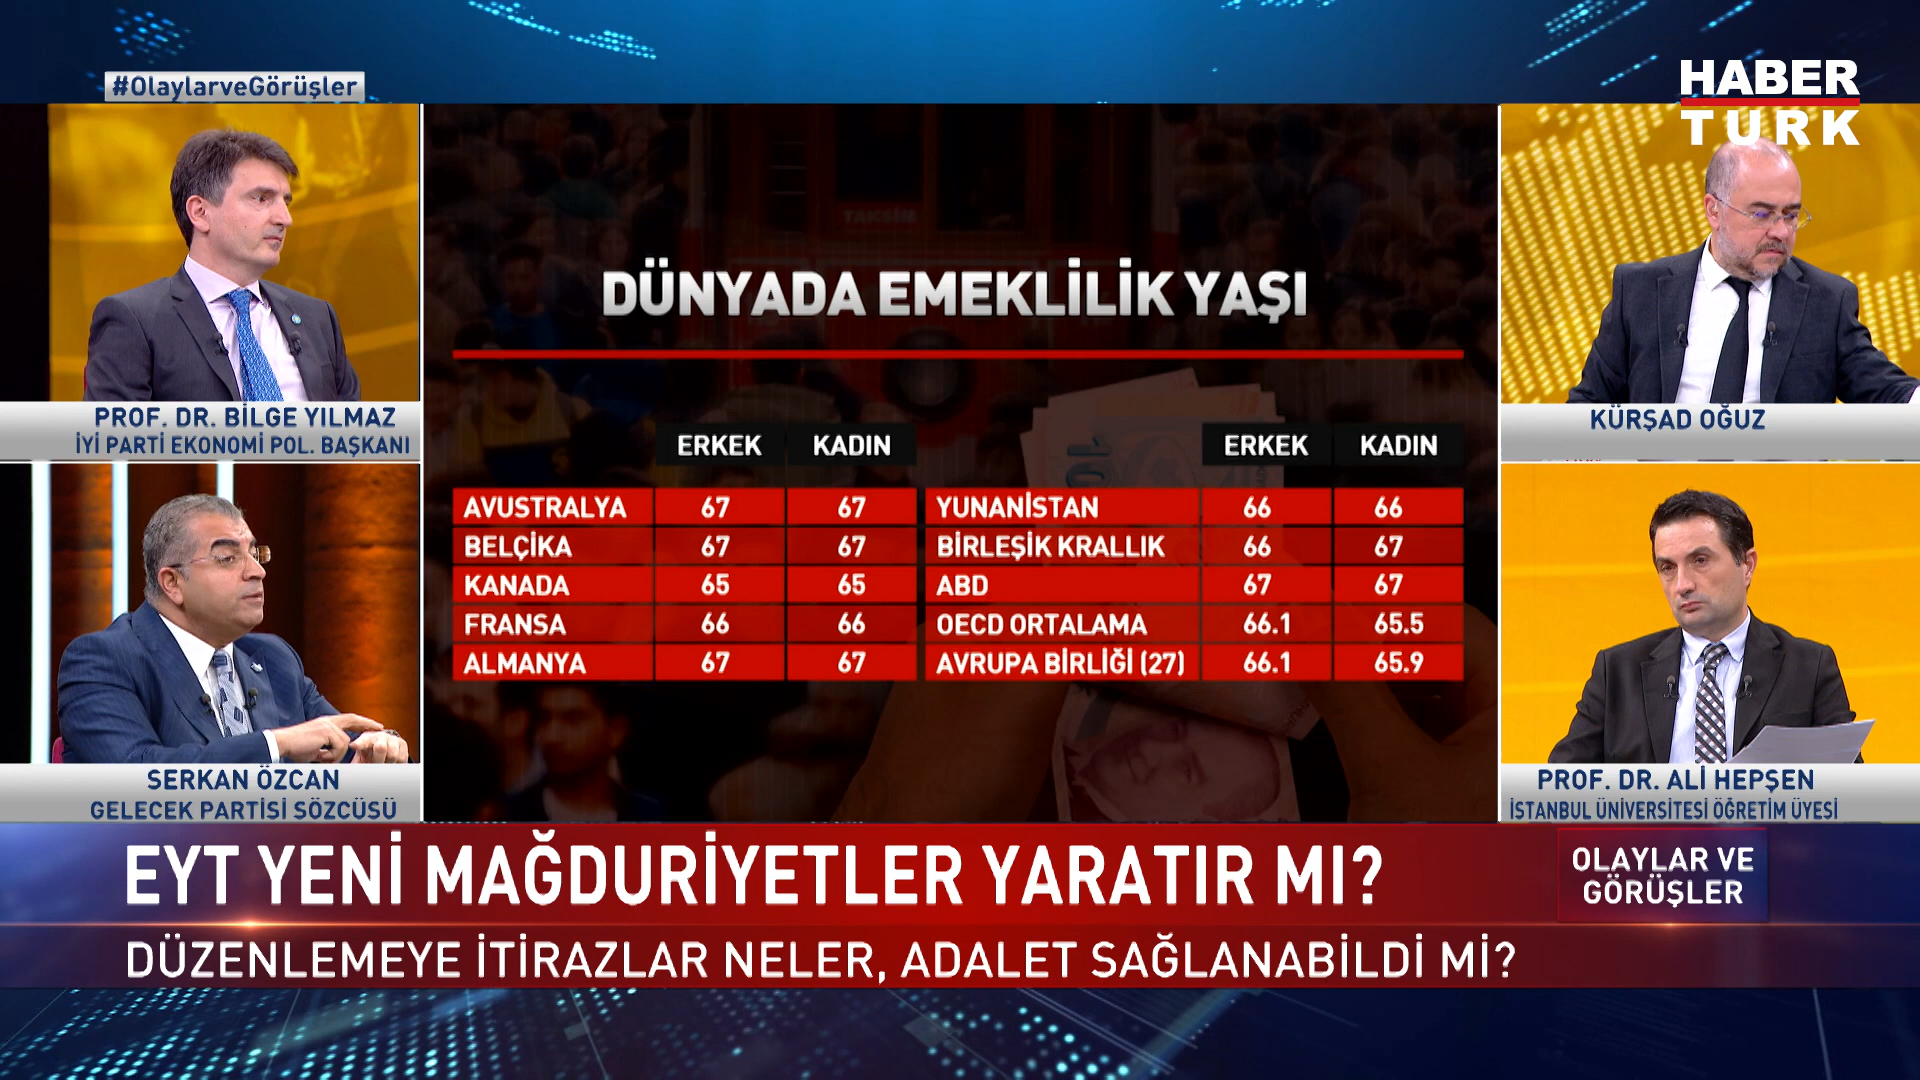 #OlaylarveGörüşler
HABER
TURK
PROF. DR. BİLGE YILMAZ
İYİ PARTİ EKONOMİ POL. BAŞKANI
SERKAN ÖZCAN
GELECEK PARTİSİ SÖZCÜSÜ
TAKSİM
DÜNYADA EMEKLİLİK YAŞI
ERKEK KADIN ERKEK KADIN
AVUSTRALYA 67 67 YUNANİSTAN 66 66
BELÇİKA 67 67 BİRLEŞİK KRALLIK 66 67
KANADA 65 65 ABD 67 67
FRANSA 66 66 OECD ORTALAMA 66.1 65.5
ALMANYA 67 67 AVRUPA BİRLİĞİ (27) 66.1 65.9
KÜRŞAD OĞUZ
PROF. DR. ALİ HEPŞEN
İSTANBUL ÜNİVERSİTESİ ÖĞRETİM ÜYESİ
EYT YENİ MAĞDURİYETLER YARATIR MI?
DÜZENLEMEYE İTİRAZLAR NELER, ADALET SAĞLANABİLDİ Mİ?
OLAYLAR VE
GÖRÜŞLER